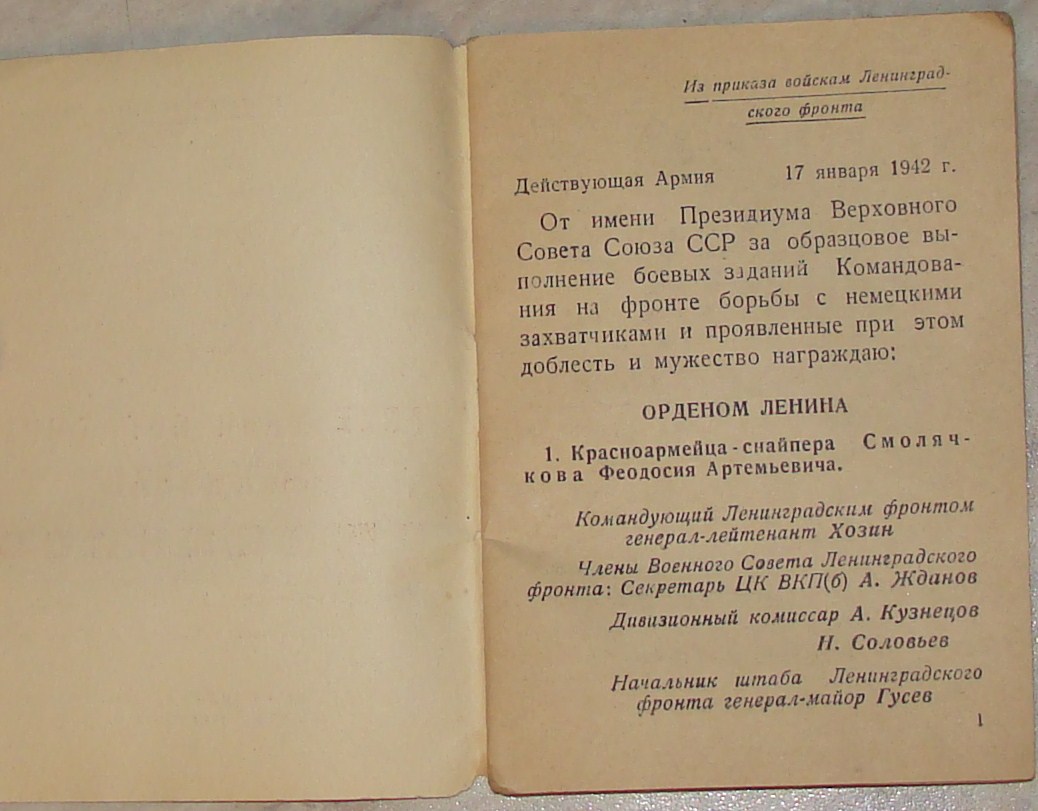 Из приказа войскам Ленинград-
ского фронта
Действующая Армия 17 января 1942 г.
От имени Президиума Верховного
Совета Союза ССР за образцовое вы-
полнение боевых заданий Командова-
ния на фронте борьбы с немецкими
захватчиками и проявленные при этом
доблесть и мужество награждаю:
ОРДЕНОМ ЛЕНИНА
1. Красноармейца-снайпера Смоляч-
кова Феодосия Артемьевича.
Командующий Ленинградским фронтом
генерал-лейтенант Хозин
Члены Военного Совета Ленинградского
фронта: Секретарь ЦК ВКП(б) А. Жданов
Дивизионный комиссар А. Кузнецов
Н. Соловьев
Начальник штаба Ленинградского
фронта генерал-майор Гусев
1